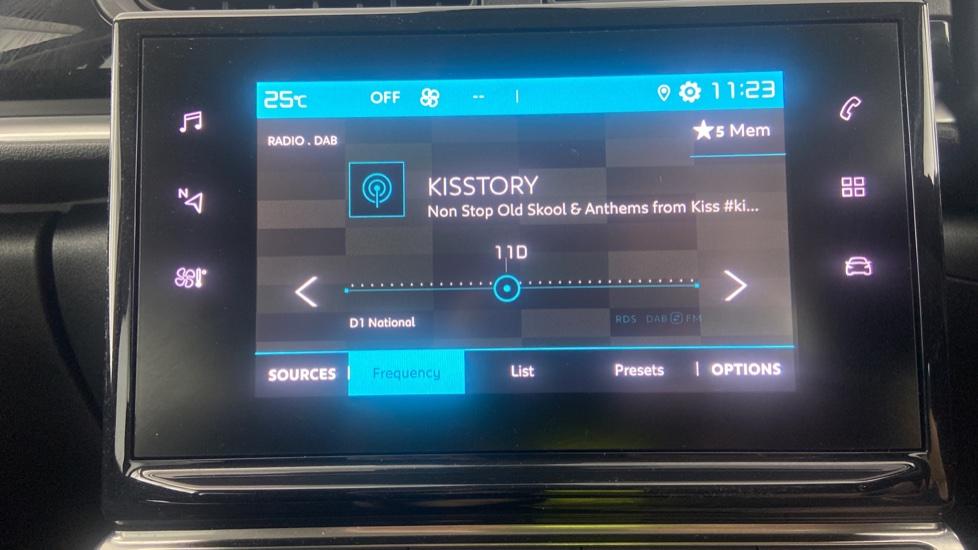 25°C OFF -- | 11:23
RADIO . DAB
★5 Mem
KISSTORY
Non Stop Old Skool & Anthems from Kiss #ki...
N
11D
D1 National
RDS DAB FM
SOURCES | Frequency List Presets | OPTIONS